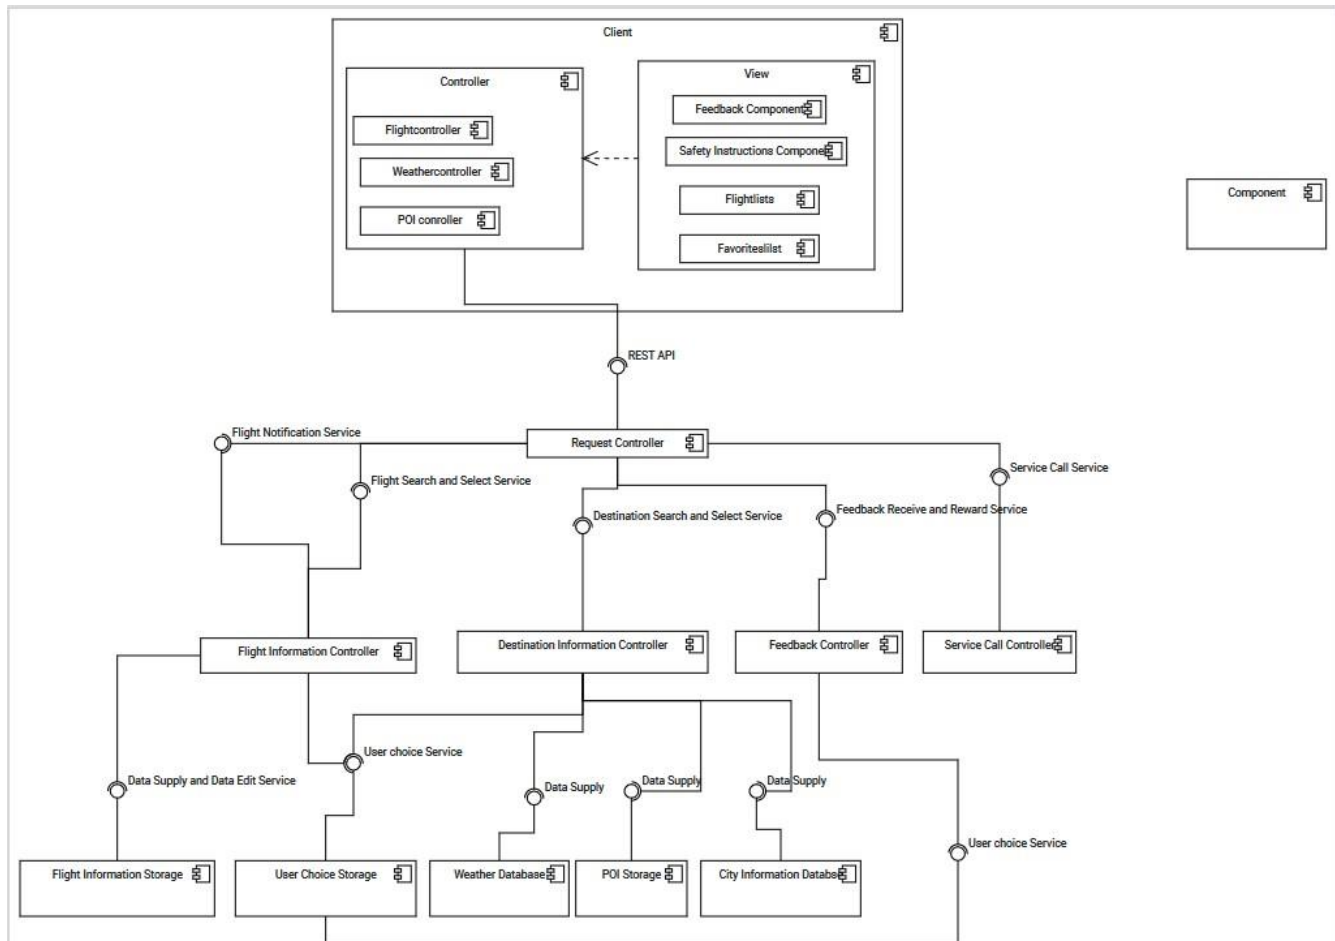 Client
Controller
View
Feedback Component
Flightcontroller
Safety Instructions Compone
Weathercontroller
Flightlists
Component
POI conroller
Favoriteslilst
REST API
Flight Notification Service
Request Controller
Service Call Service
Flight Search and Select Service
Destination Search and Select Service
Feedback Receive and Reward Service
Flight Information Controller
Destination Information Controller
Feedback Controller
Service Call Controller
User choice Service
Data Supply and Data Edit Service
Data Supply
Data Supply
Data Supply
User choice Service
Flight Information Storage
User Choice Storage
Weather Database
POI Storage
City Information Databse